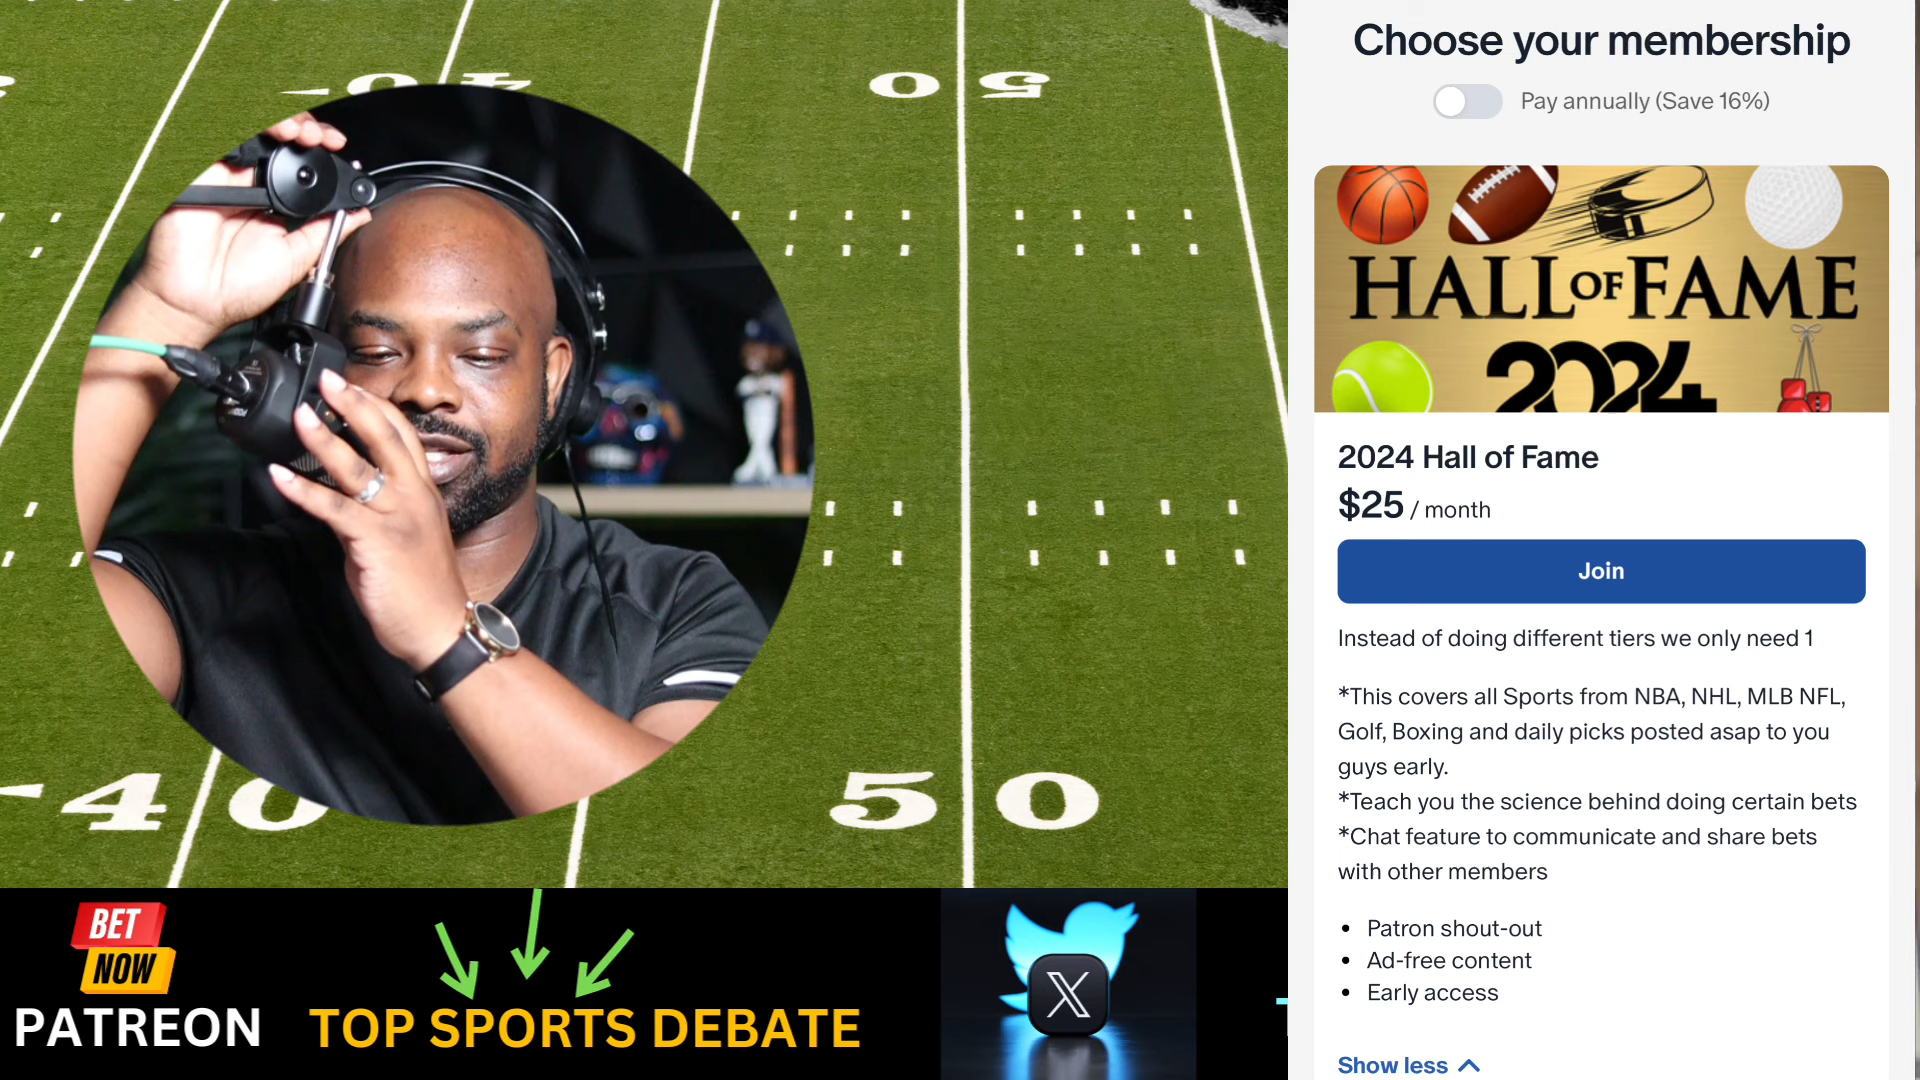 40
50
40
50
BET
NOW
PATREON
TOP SPORTS DEBATE
X
Choose your membership
Pay annually (Save 16%)
HALL OF FAME
2024
2024 Hall of Fame
$25 / month
Join
Instead of doing different tiers we only need 1
*This covers all Sports from NBA, NHL, MLB NFL,
Golf, Boxing and daily picks posted asap to you
guys early.
*Teach you the science behind doing certain bets
*Chat feature to communicate and share bets
with other members
• Patron shout-out
• Ad-free content
• Early access
Show less